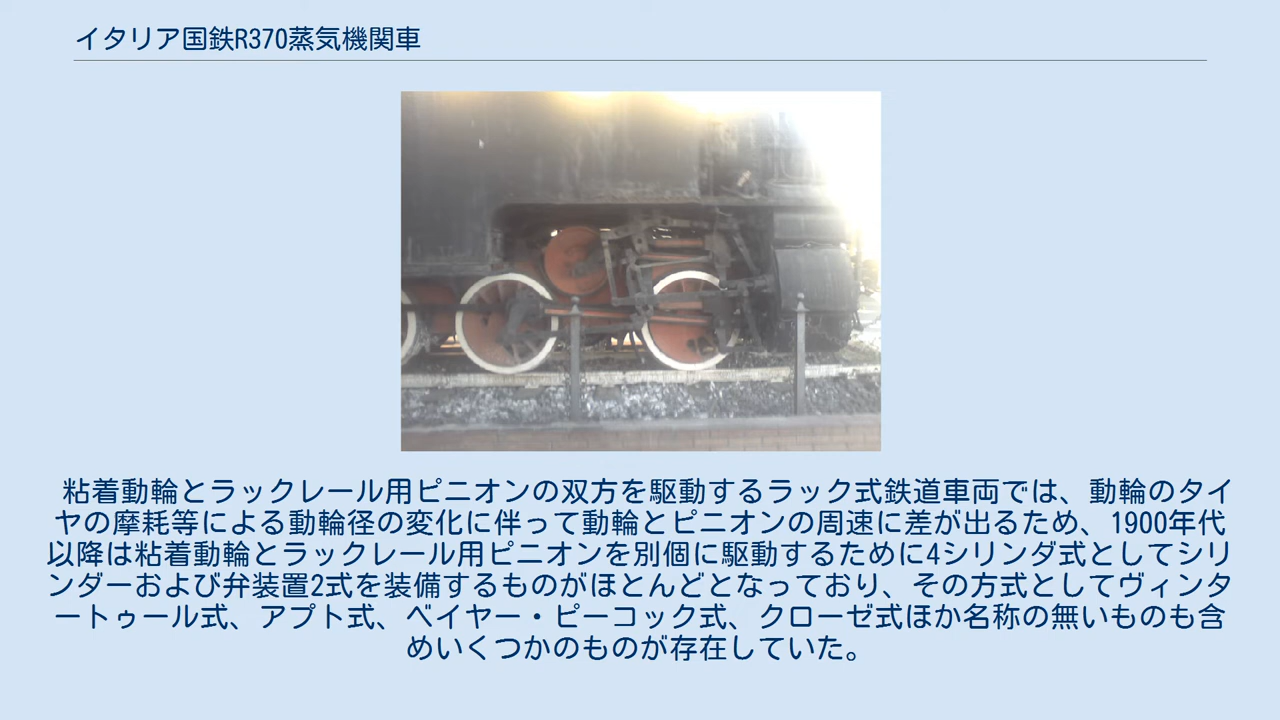 イタリア国鉄R370蒸気機関車
粘着動輪とラックレール用ピニオンの双方を駆動するラック式鉄道車両では、動輪のタイ
ヤの摩耗等による動輪径の変化に伴って動輪とピニオンの周速に差が出るため、1900年代
以降は粘着動輪とラックレール用ピニオンを別個に駆動するために4シリンダ式としてシリ
ンダーおよび弁装置2式を装備するものがほとんどとなっており、その方式としてヴィンタ
ートゥール式、アプト式、ベイヤー・ピーコック式、クローゼ式ほか名称の無いものも含
めいくつかのものが存在していた。